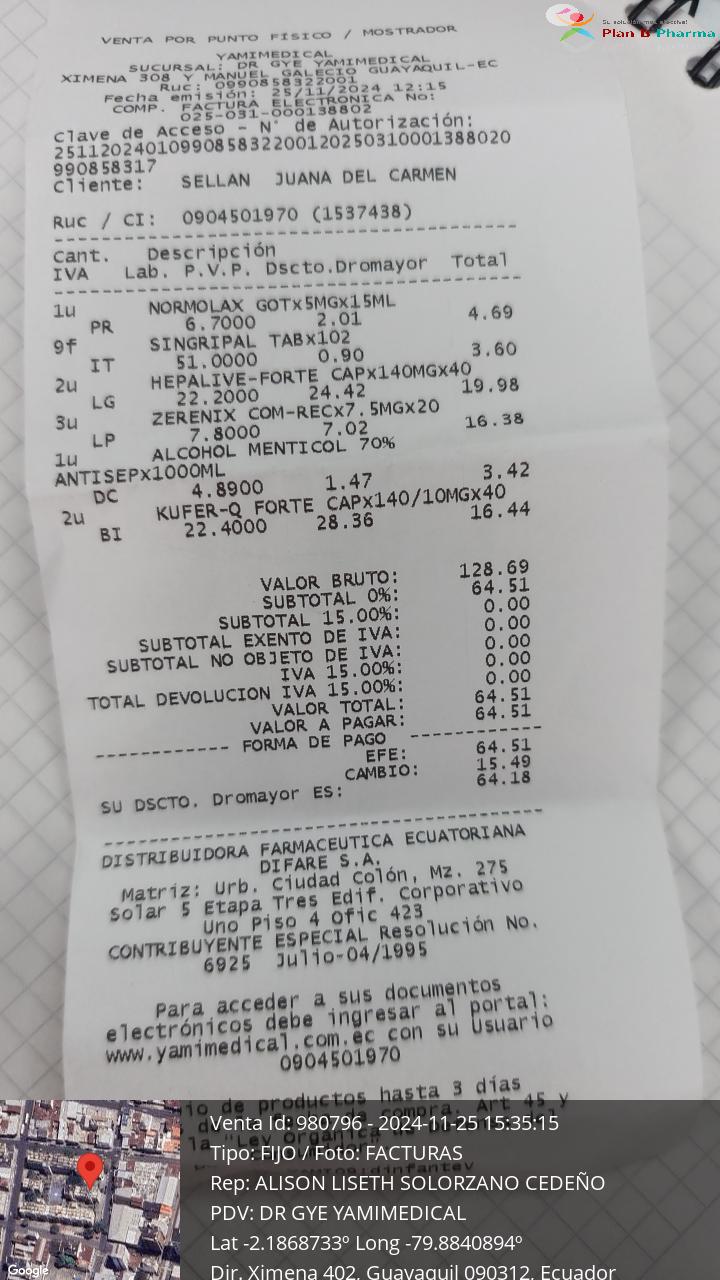 Su solución más efectiva!
Plan B Pharma
VENTA POR PUNTO FÍSICO / MOSTRADOR
YAMIMEDICAL
SUCURSAL: DR GYE YAMIMEDICAL
XIMENA 308 Y MANUEL GALECIO GUAYAQUIL-EC
Ruc: 0990858322001
Fecha emisión: 25/11/2024 12:15
COMP. FACTURA ELECTRONICA No:
025-031-000138802
Clave de Acceso - N° de Autorización:
2511202401099085832200120250310001388020
990858317
Cliente: SELLAN JUANA DEL CARMEN
Ruc / CI: 0904501970 (1537438)
Cant. Descripción
IVA Lab. P.V.P. Dscto.Dromayor Total
1u NORMOLAX GOTx5MGx15ML
PR 6.7000 2.01 4.69
9f SINGRIPAL TABx102
IT 51.0000 0.90 3.60
2u HEPALIVE-FORTE CAPx140MGx40
LG 22.2000 24.42 19.98
3u ZERENIX COM-RECx7.5MGx20
LP 7.8000 7.02 16.38
1u ALCOHOL MENTICOL 70%
ANTISEPx1000ML
DC 4.8900 1.47 3.42
2u KUFER-Q FORTE CAPx140/10MGx40
BI 22.4000 28.36 16.44
VALOR BRUTO: 128.69
SUBTOTAL 0%: 64.51
SUBTOTAL 15.00%: 0.00
SUBTOTAL EXENTO DE IVA: 0.00
SUBTOTAL NO OBJETO DE IVA: 0.00
IVA 15.00%: 0.00
TOTAL DEVOLUCION IVA 15.00%: 0.00
VALOR TOTAL: 64.51
VALOR A PAGAR: 64.51
------------ FORMA DE PAGO ------------
EFE: 64.51
CAMBIO: 15.49
SU DSCTO. Dromayor ES: 64.18
DISTRIBUIDORA FARMACEUTICA ECUATORIANA
DIFARE S.A.
Matriz: Urb. Ciudad Colón, Mz. 275
Solar 5 Etapa Tres Edif. Corporativo
Uno Piso 4 Ofic 423
CONTRIBUYENTE ESPECIAL Resolución No.
6925 Julio-04/1995
Para acceder a sus documentos
electrónicos debe ingresar al portal:
www.yamimedical.com.ec con su Usuario
0904501970
io de productos hasta 3 días
compra. Art 45 y
la "Ley Orgánica
Venta Id: 980796 - 2024-11-25 15:35:15
Tipo: FIJO / Foto: FACTURAS
Rep: ALISON LISETH SOLORZANO CEDEÑO
PDV: DR GYE YAMIMEDICAL
Lat -2.1868733º Long -79.8840894º
Dir. Ximena 402, Guayaquil 090312, Ecuador
Google